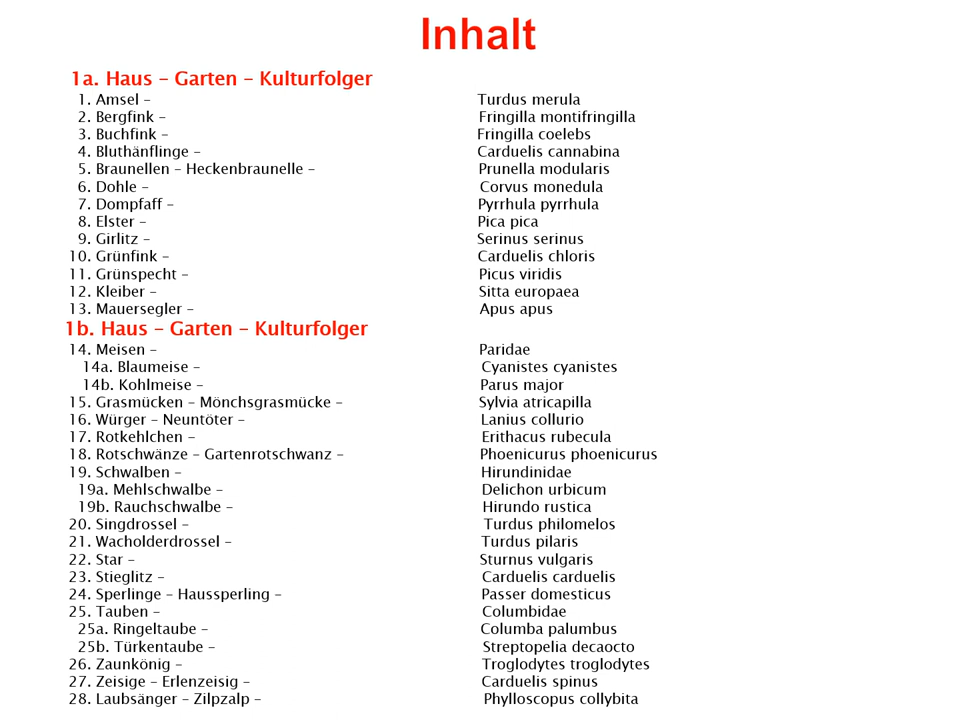 Inhalt
1a. Haus – Garten – Kulturfolger
1. Amsel – Turdus merula
2. Bergfink – Fringilla montifringilla
3. Buchfink – Fringilla coelebs
4. Bluthänflinge – Carduelis cannabina
5. Braunellen – Heckenbraunelle – Prunella modularis
6. Dohle – Corvus monedula
7. Dompfaff – Pyrrhula pyrrhula
8. Elster – Pica pica
9. Girlitz – Serinus serinus
10. Grünfink – Carduelis chloris
11. Grünspecht – Picus viridis
12. Kleiber – Sitta europaea
13. Mauersegler – Apus apus
1b. Haus – Garten – Kulturfolger
14. Meisen – Paridae
14a. Blaumeise – Cyanistes cyanistes
14b. Kohlmeise – Parus major
15. Grasmücken – Mönchsgrasmücke – Sylvia atricapilla
16. Würger – Neuntöter – Lanius collurio
17. Rotkehlchen – Erithacus rubecula
18. Rotschwänze – Gartenrotschwanz – Phoenicurus phoenicurus
19. Schwalben – Hirundinidae
19a. Mehlschwalbe – Delichon urbicum
19b. Rauchschwalbe – Hirundo rustica
20. Singdrossel – Turdus philomelos
21. Wacholderdrossel – Turdus pilaris
22. Star – Sturnus vulgaris
23. Stieglitz – Carduelis carduelis
24. Sperlinge – Haussperling – Passer domesticus
25. Tauben – Columbidae
25a. Ringeltaube – Columba palumbus
25b. Türkentaube – Streptopelia decaocto
26. Zaunkönig – Troglodytes troglodytes
27. Zeisige – Erlenzeisig – Carduelis spinus
28. Laubsänger – Zilpzalp – Phylloscopus collybita